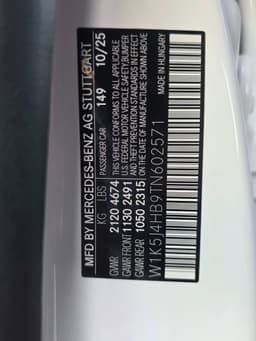 MFD BY MERCEDES-BENZ AG STUTTGART
PASSENGER CAR 149 10/25
KG LBS
GVWR 2120 4674
GAWR FRONT 1130 2491
GAWR REAR 1050 2315
THIS VEHICLE CONFORMS TO ALL APPLICABLE
U.S. FEDERAL MOTOR VEHICLE SAFETY/BUMPER
AND THEFT PREVENTION STANDARDS IN EFFECT
ON THE DATE OF MANUFACTURE SHOWN ABOVE
MADE IN HUNGARY
W1K5J4HB9TN602571